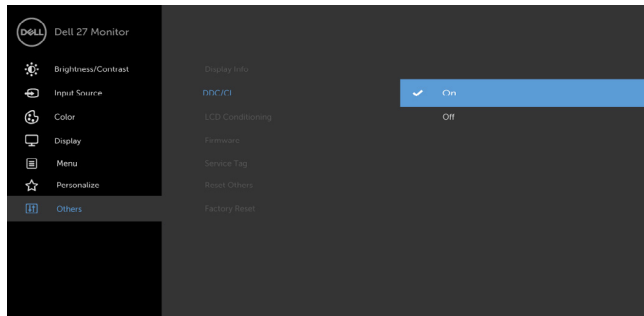 DELL Dell 27 Monitor
Brightness/Contrast
Display Info
Input Source
DDC/CI
On
Color
LCD Conditioning
Off
Display
Firmware
Menu
Service Tag
Personalize
Reset Others
Others
Factory Reset